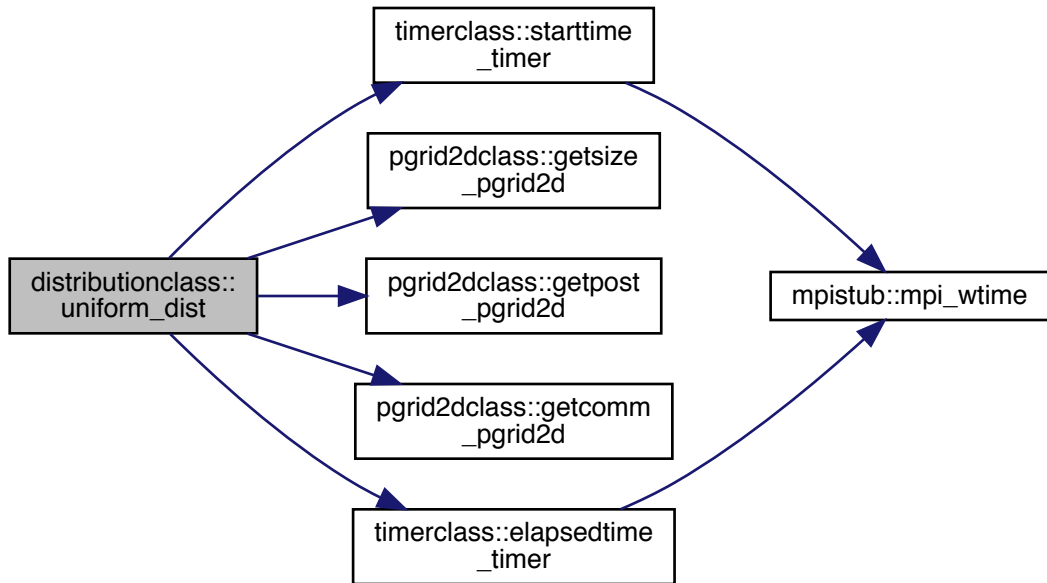 timerclass::starttime
_timer
pgrid2dclass::getsize
_pgrid2d
distributionclass::
uniform_dist
pgrid2dclass::getpost
_pgrid2d
mpistub::mpi_wtime
pgrid2dclass::getcomm
_pgrid2d
timerclass::elapsedtime
_timer